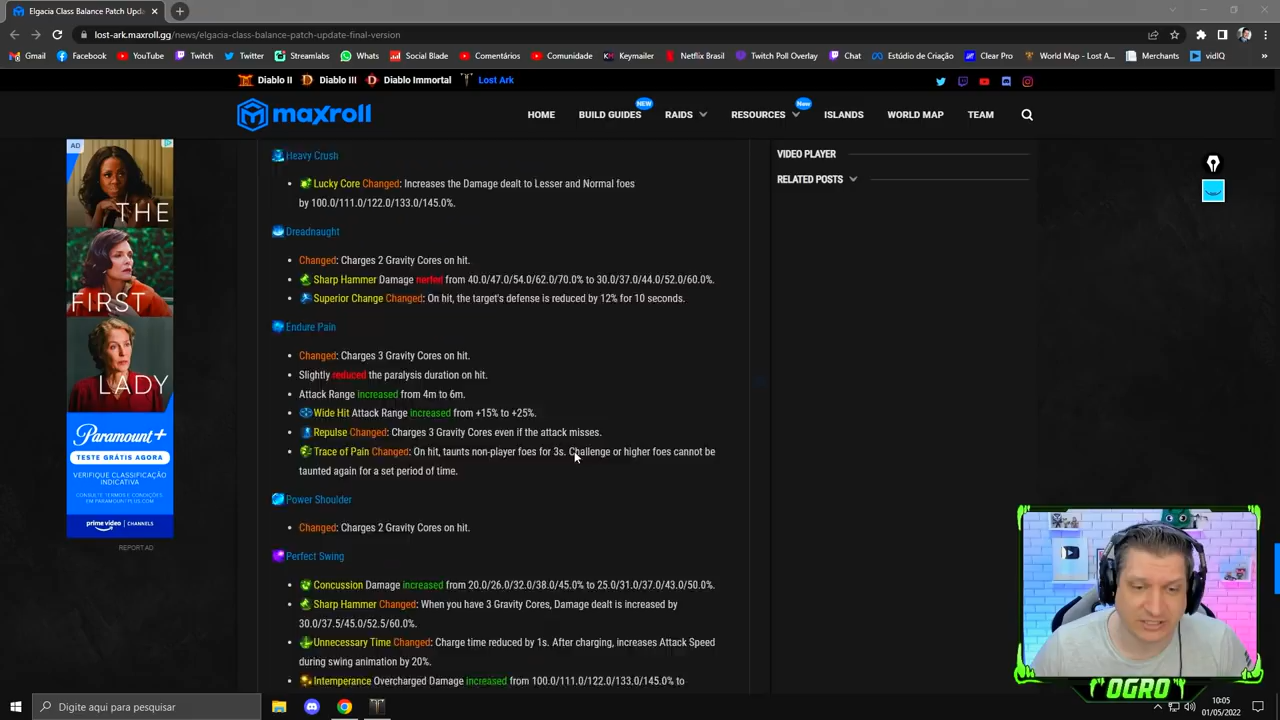 Elgacia Class Balance Patch Upda
lost-ark.maxroll.gg/news/elgacia-class-balance-patch-update-final-version
Gmail
Facebook
YouTube
Twitch
Twitter
Streamlabs
Whats
Social Blade
Comentários
Comunidade
Keymailer
Netflix Brasil
Twitch Poll Overlay
Chat
Estúdio de Criação
Clear Pro
World Map - Lost A...
Merchants
vidIQ
Diablo II
Diablo III
Diablo Immortal
Lost Ark
maxroll
HOME
BUILD GUIDES
NEW
RAIDS
RESOURCES
New
ISLANDS
WORLD MAP
TEAM
AD
THE
FIRST
LADY
Paramount+
TESTE GRÁTIS AGORA
VERIFIQUE CLASSIFICAÇÃO
INDICATIVA
prime video | CHANNELS
REPORT AD
Heavy Crush
Lucky Core Changed: Increases the Damage dealt to Lesser and Normal foes
by 100.0/111.0/122.0/133.0/145.0%.
Dreadnaught
Changed: Charges 2 Gravity Cores on hit.
Sharp Hammer Damage nerfed from 40.0/47.0/54.0/62.0/70.0% to 30.0/37.0/44.0/52.0/60.0%.
Superior Change Changed: On hit, the target's defense is reduced by 12% for 10 seconds.
Endure Pain
Changed: Charges 3 Gravity Cores on hit.
Slightly reduced the paralysis duration on hit.
Attack Range increased from 4m to 6m.
Wide Hit Attack Range increased from +15% to +25%.
Repulse Changed: Charges 3 Gravity Cores even if the attack misses.
Trace of Pain Changed: On hit, taunts non-player foes for 3s. Challenge or higher foes cannot be
taunted again for a set period of time.
Power Shoulder
Changed: Charges 2 Gravity Cores on hit.
Perfect Swing
Concussion Damage increased from 20.0/26.0/32.0/38.0/45.0% to 25.0/31.0/37.0/43.0/50.0%.
Sharp Hammer Changed: When you have 3 Gravity Cores, Damage dealt is increased by
30.0/37.5/45.0/52.5/60.0%.
Unnecessary Time Changed: Charge time reduced by 1s. After charging, increases Attack Speed
during swing animation by 20%.
Intemperance Overcharged Damage increased from 100.0/111.0/122.0/133.0/145.0% to
VIDEO PLAYER
RELATED POSTS
OGRO
Digite aqui para pesquisar
10:05
01/05/2022